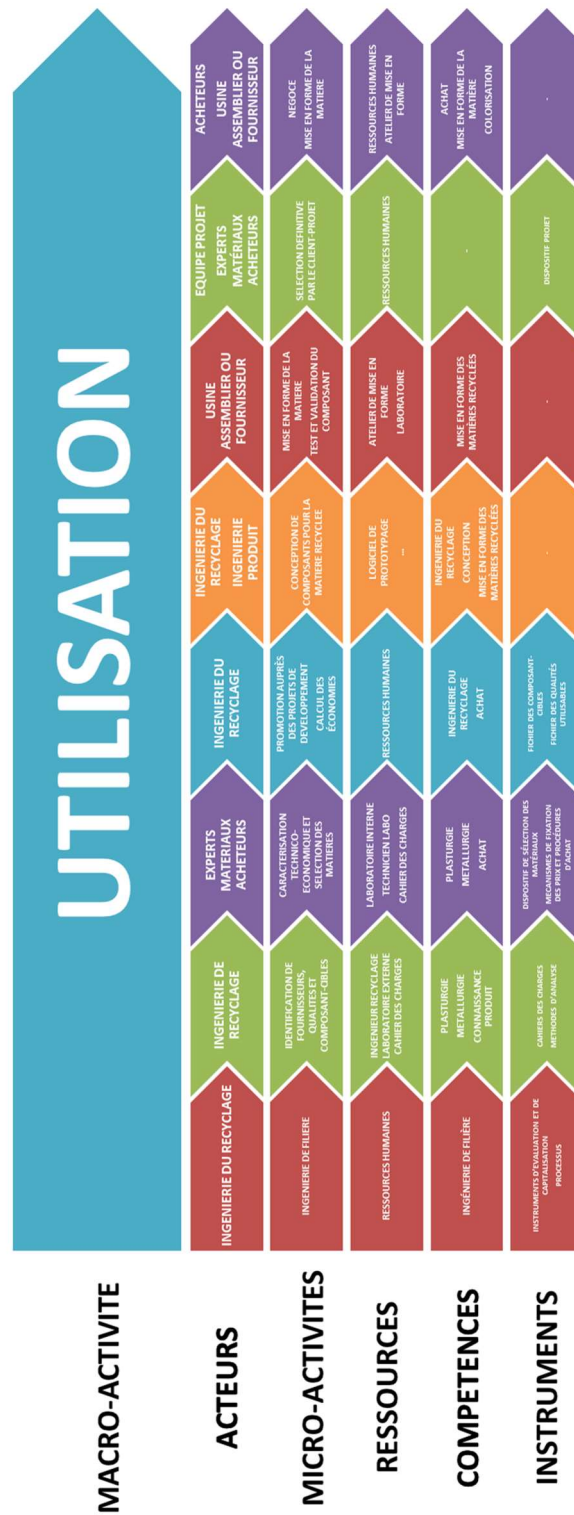 MACRO-ACTIVITE
UTILISATION
ACTEURS
INGENIERIE DU RECYCLAGE
INGENIERIE DE
RECYCLAGE
EXPERTS
MATERIAUX
ACHETEURS
INGENIERIE DU
RECYCLAGE
INGENIERIE DU
RECYCLAGE
INGENIERIE
PRODUIT
USINE
ASSEMBLIER OU
FOURNISSEUR
EQUIPE PROJET
EXPERTS
MATÉRIAUX
ACHETEURS
ACHETEURS
USINE
ASSEMBLIER OU
FOURNISSEUR
MICRO-ACTIVITES
INGENIERIE DE FILIERE
IDENTIFICATION DE
FOURNISSEURS,
QUALITES ET
COMPOSANT-CIBLES
CARACTERISATION
TECHNICO-
ECONOMIQUE ET
SELECTION DES
MATIERES
PROMOTION AUPRÈS
DES PROJETS DE
DEVELOPPEMENT
CALCUL DES
ÉCONOMIES
CONCEPTION DE
COMPOSANTS POUR LA
MATIERE RECYCLEE
MISE EN FORME DE LA
MATIERE
TEST ET VALIDATION DU
COMPOSANT
SELECTION DEFINITIVE
PAR LE CLIENT-PROJET
NEGOCE
MISE EN FORME DE LA
MATIERE
RESSOURCES
RESSOURCES HUMAINES
INGENIEUR RECYCLAGE
LABORATOIRE EXTERNE
CAHIER DES CHARGES
LABORATOIRE INTERNE
TECHNICIEN LABO
CAHIER DES CHARGES
RESSOURCES HUMAINES
LOGICIEL DE
PROTOTYPAGE
...
ATELIER DE MISE EN
FORME
LABORATOIRE
RESSOURCES HUMAINES
RESSOURCES HUMAINES
ATELIER DE MISE EN
FORME
COMPETENCES
INGÉNIERIE DE FILIÈRE
PLASTURGIE
METALLURGIE
CONNAISSANCE
PRODUIT
PLASTURGIE
METALLURGIE
ACHAT
INGENIERIE DU
RECYCLAGE
ACHAT
INGENIERIE DU
RECYCLAGE
CONCEPTION
MISE EN FORME DES
MATIÈRES RECYCLÉES
MISE EN FORME DES
MATIÈRES RECYCLÉES
-
ACHAT
MISE EN FORME DE LA
MATIÈRE
COLORISATION
INSTRUMENTS
INSTRUMENTS D'EVALUATION ET DE
CAPITALISATION
PROCESSUS
CAHIERS DES CHARGES
METHODES D'ANALYSE
DISPOSITIF DE SÉLECTION DES
MATÉRIAUX
MECANISMES DE FIXATION
DES PRIX ET PROCÉDURES
D'ACHAT
FICHIER DES COMPOSANT-
CIBLES
FICHIER DES QUALITÉS
UTILISABLES
-
-
DISPOSITIF PROJET
-